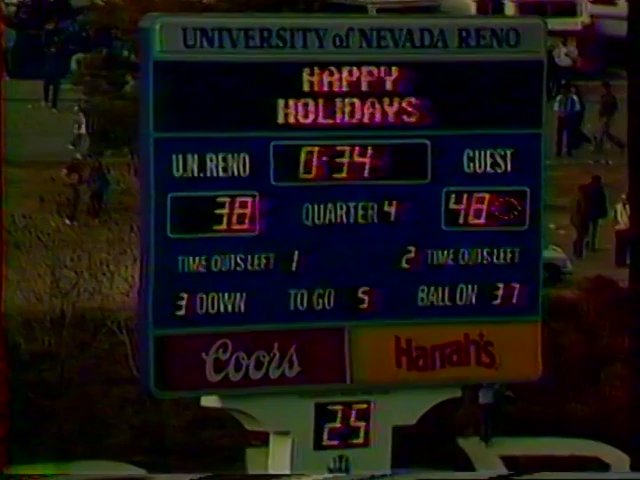 UNIVERSITY of NEVADA RENO
HAPPY
HOLIDAYS
U.N. RENO 0:34 GUEST
38 QUARTER 4 48
TIME OUTS LEFT 1 2 TIME OUTS LEFT
3 DOWN TO GO 5 BALL ON 37
Coors Harrah's
25